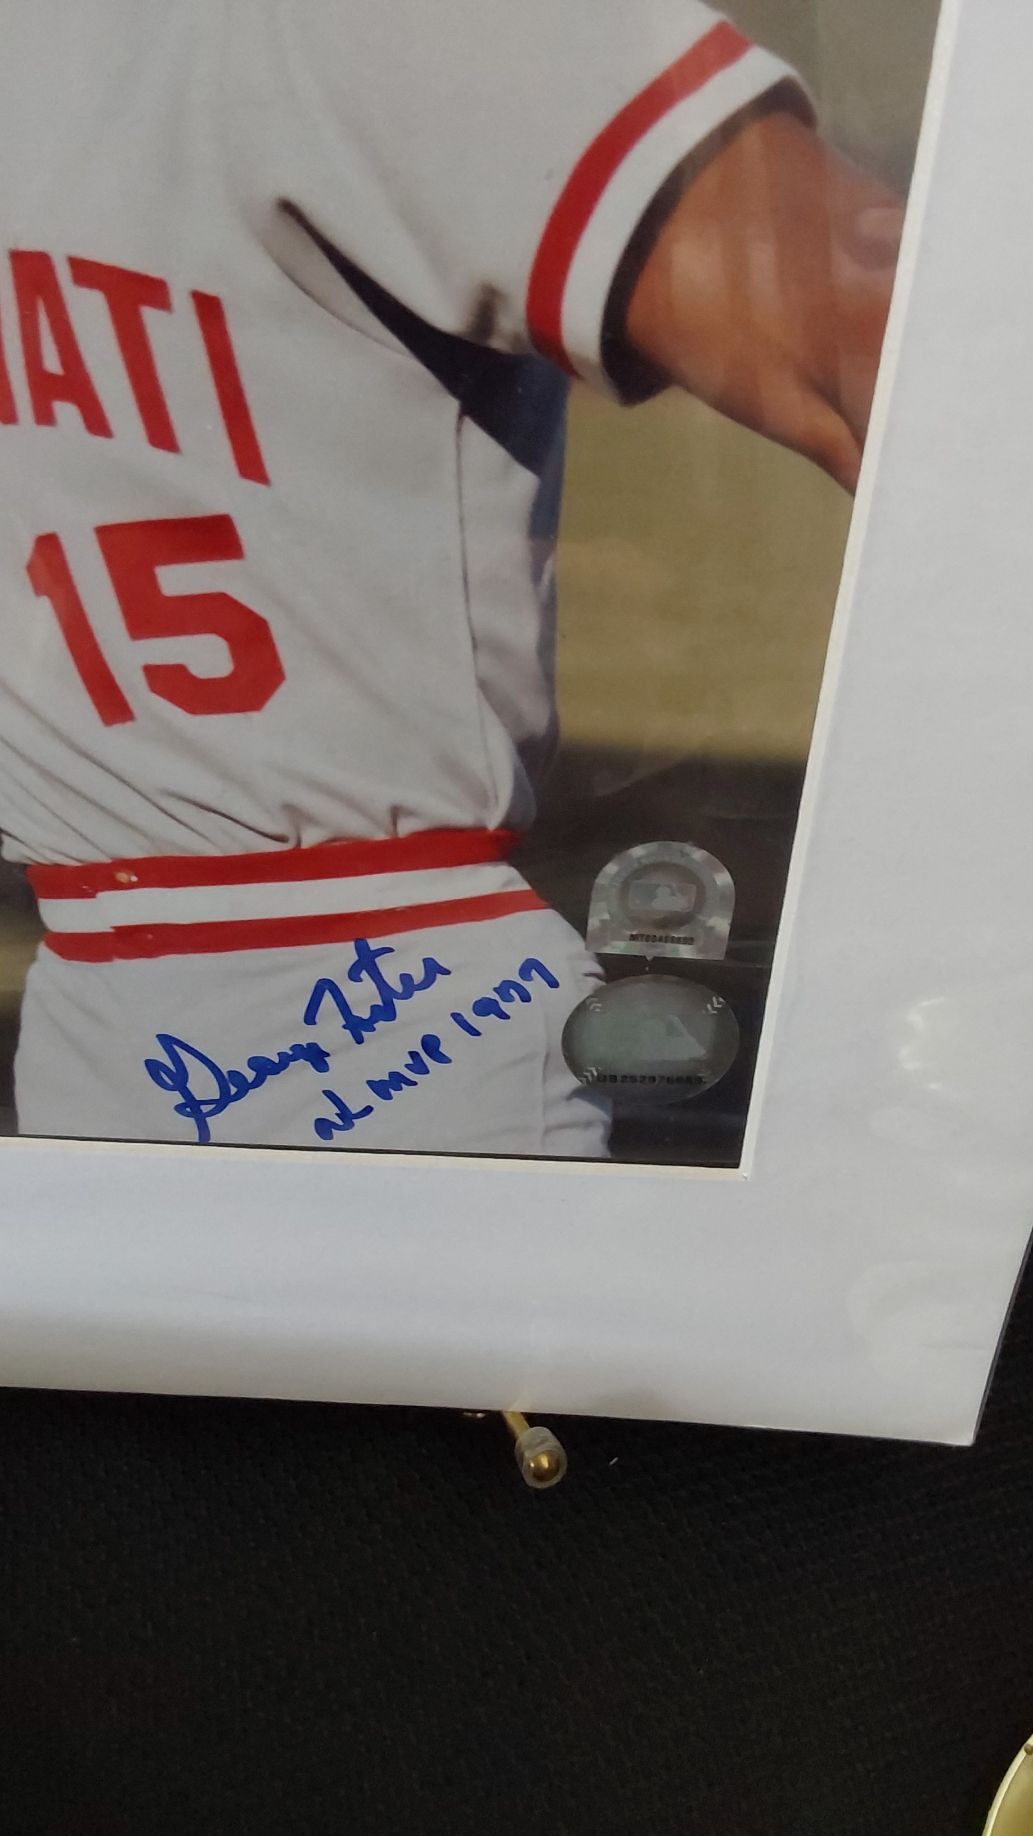 NATI
15
George Foster
NL MVP 1977